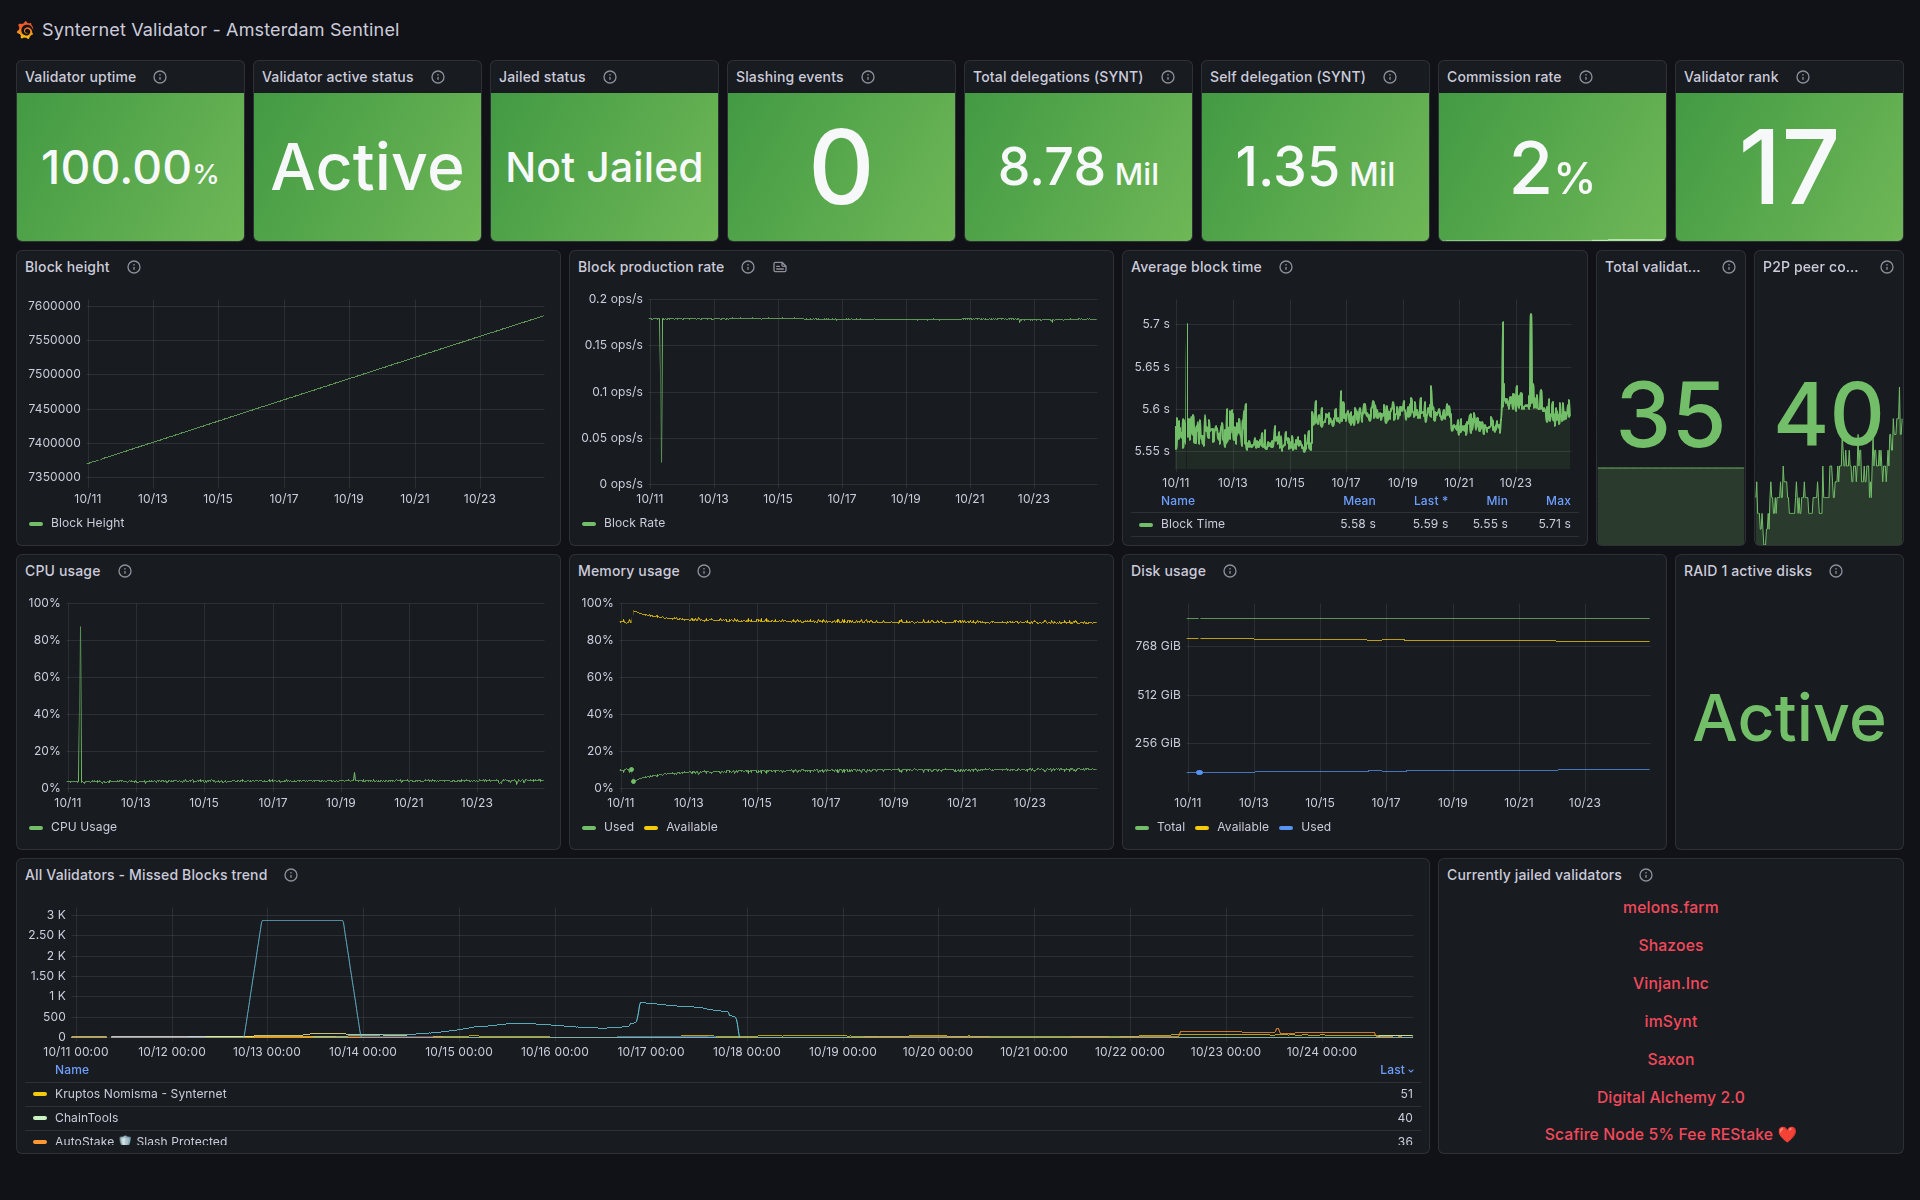 Synternet Validator - Amsterdam Sentinel
Validator uptime
100.00%
Validator active status
Active
Jailed status
Not Jailed
Slashing events
0
Total delegations (SYNT)
8.78 Mil
Self delegation (SYNT)
1.35 Mil
Commission rate
2%
Validator rank
17
Block height
7600000
7550000
7500000
7450000
7400000
7350000
10/11 10/13 10/15 10/17 10/19 10/21 10/23
Block Height
Block production rate
0.2 ops/s
0.15 ops/s
0.1 ops/s
0.05 ops/s
0 ops/s
10/11 10/13 10/15 10/17 10/19 10/21 10/23
Block Rate
Average block time
5.7 s
5.65 s
5.6 s
5.55 s
10/11 10/13 10/15 10/17 10/19 10/21 10/23
Name Mean Last * Min Max
Block Time 5.58 s 5.59 s 5.55 s 5.71 s
Total validat...
35
P2P peer co...
40
CPU usage
100%
80%
60%
40%
20%
0%
10/11 10/13 10/15 10/17 10/19 10/21 10/23
CPU Usage
Memory usage
100%
80%
60%
40%
20%
0%
10/11 10/13 10/15 10/17 10/19 10/21 10/23
Used Available
Disk usage
768 GiB
512 GiB
256 GiB
10/11 10/13 10/15 10/17 10/19 10/21 10/23
Total Available Used
RAID 1 active disks
Active
All Validators - Missed Blocks trend
3 K
2.50 K
2 K
1.50 K
1 K
500
0
10/11 00:00 10/12 00:00 10/13 00:00 10/14 00:00 10/15 00:00 10/16 00:00 10/17 00:00 10/18 00:00 10/19 00:00 10/20 00:00 10/21 00:00 10/22 00:00 10/23 00:00 10/24 00:00
Name Last
Kruptos Nomisma - Synternet 51
ChainTools 40
AutoStake 🛡️ Slash Protected 36
Currently jailed validators
melons.farm
Shazoes
Vinjan.Inc
imSynt
Saxon
Digital Alchemy 2.0
Scafire Node 5% Fee REStake ❤️